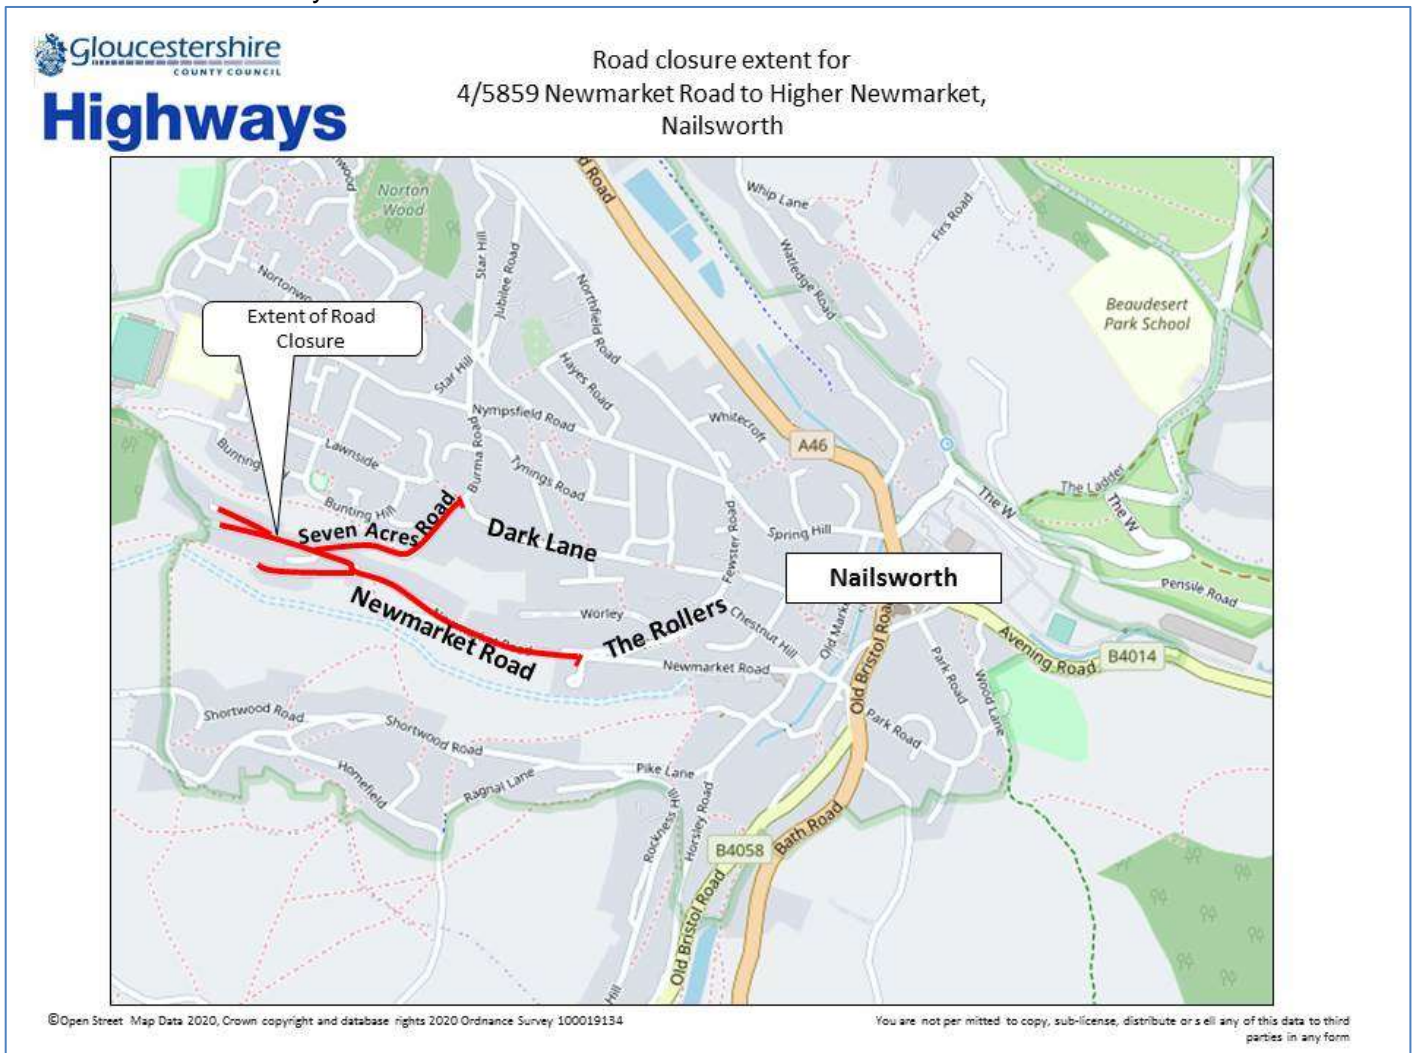 Gloucestershire
COUNTY COUNCIL
Highways
Road closure extent for
4/5859 Newmarket Road to Higher Newmarket,
Nailsworth
Norton
Wood
Star Hill
Jubilee Road
Northfield Road
Whip Lane
Watledge Road
Firs Road
Beaudesert
Park School
Extent of Road
Closure
Star Hill
Hayes Road
Nympsfield Road
Whitecroft
A46
Lawnside
Burma Road
Tynings Road
Bunting Hill
The Ladder
The W
The W
Seven Acres Road
Dark Lane
Fewster Road
Spring Hill
Nailsworth
Pensile Road
Newmarket Road
Worley
The Rollers
Chestnut Hill
Old Mark
Old Bristol Road
Avening Road
B4014
Newmarket Road
Park Road
Wood Lane
Park Road
Shortwood Road
Shortwood Road
Homefield
Ragnal Lane
Pike Lane
Rockness H
Horsley Road
B4058
Bath Road
Old Bristol Road
Hill
©Open Street Map Data 2020, Crown copyright and database rights 2020 Ordnance Survey 100019134
You are not per mitted to copy, sub-license, distribute or s ell any of this data to third
parties in any form